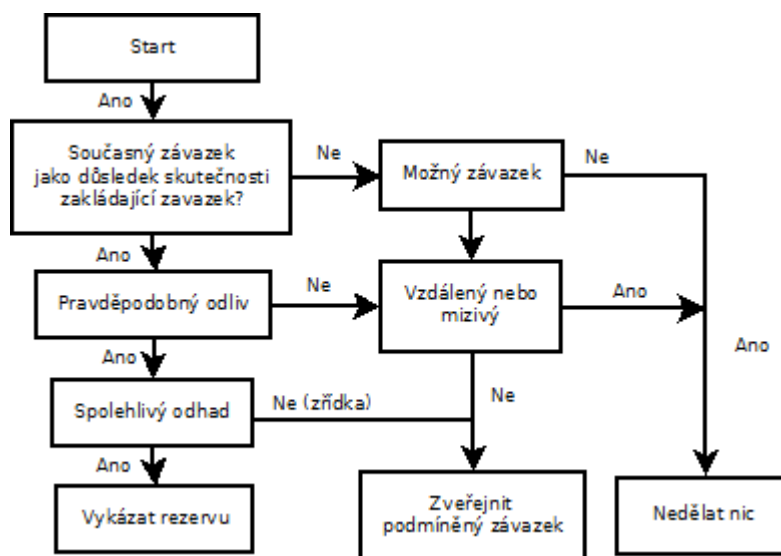 Start
Ano
Současný závazek
jako důsledek skutečnosti
zakládající zavazek?
Ne
Možný závazek
Ne
Ano
Pravděpodobný odliv
Ne
Vzdálený nebo
mizivý
Ano
Ano
Ano
Spolehlivý odhad
Ne (zřídka)
Ne
Ano
Vykázat rezervu
Zveřejnit
podmíněný závazek
Nedělat nic